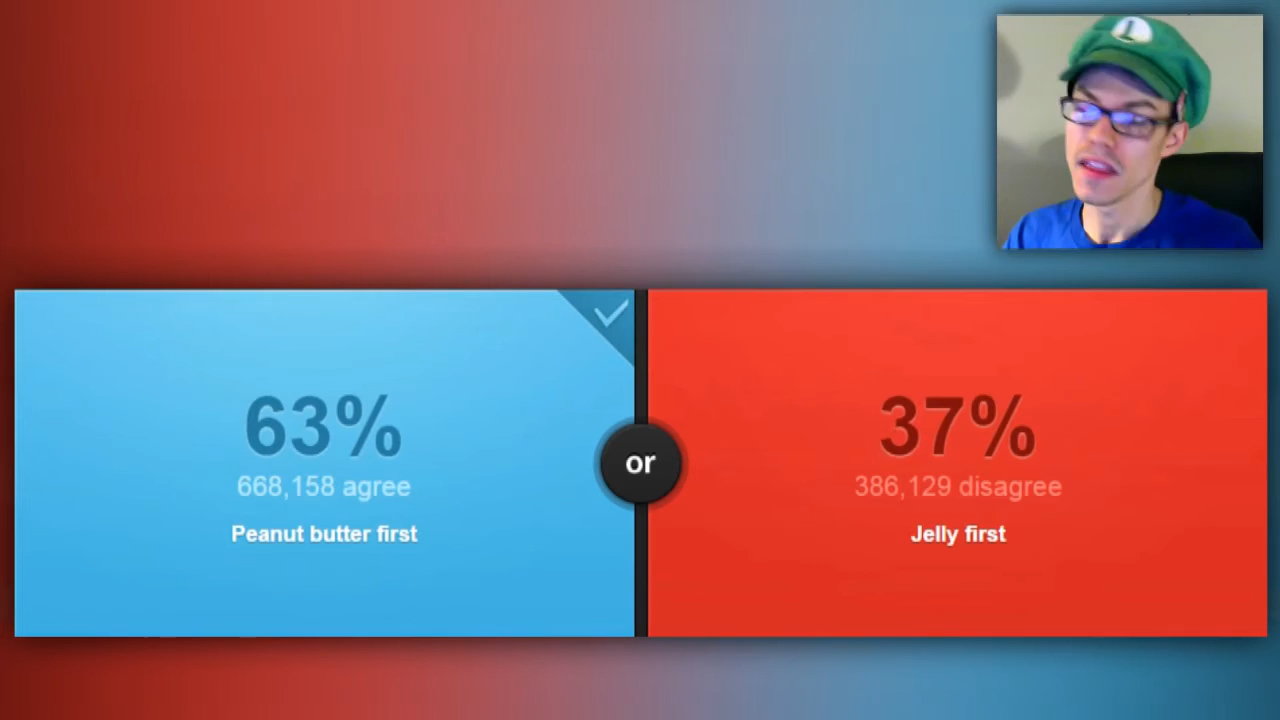 L
63%
668,158 agree
Peanut butter first
or
37%
386,129 disagree
Jelly first